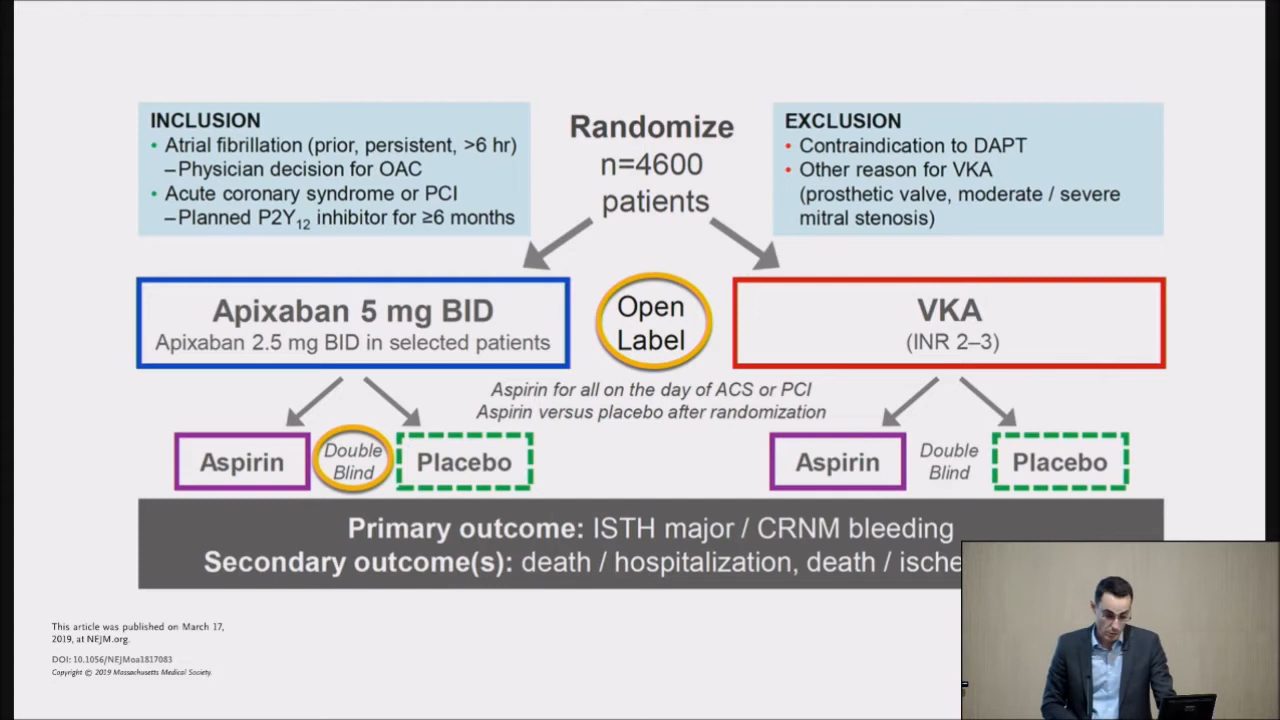 INCLUSION
• Atrial fibrillation (prior, persistent, >6 hr)
–Physician decision for OAC
• Acute coronary syndrome or PCI
–Planned P2Y12 inhibitor for ≥6 months
Randomize
n=4600
patients
EXCLUSION
• Contraindication to DAPT
• Other reason for VKA
(prosthetic valve, moderate / severe
mitral stenosis)
Apixaban 5 mg BID
Apixaban 2.5 mg BID in selected patients
Open
Label
VKA
(INR 2–3)
Aspirin for all on the day of ACS or PCI
Aspirin versus placebo after randomization
Aspirin
Double
Blind
Placebo
Aspirin
Double
Blind
Placebo
Primary outcome: ISTH major / CRNM bleeding
Secondary outcome(s): death / hospitalization, death / ische
This article was published on March 17,
2019, at NEJM.org.
DOI: 10.1056/NEJMoa1817083
Copyright © 2019 Massachusetts Medical Society.